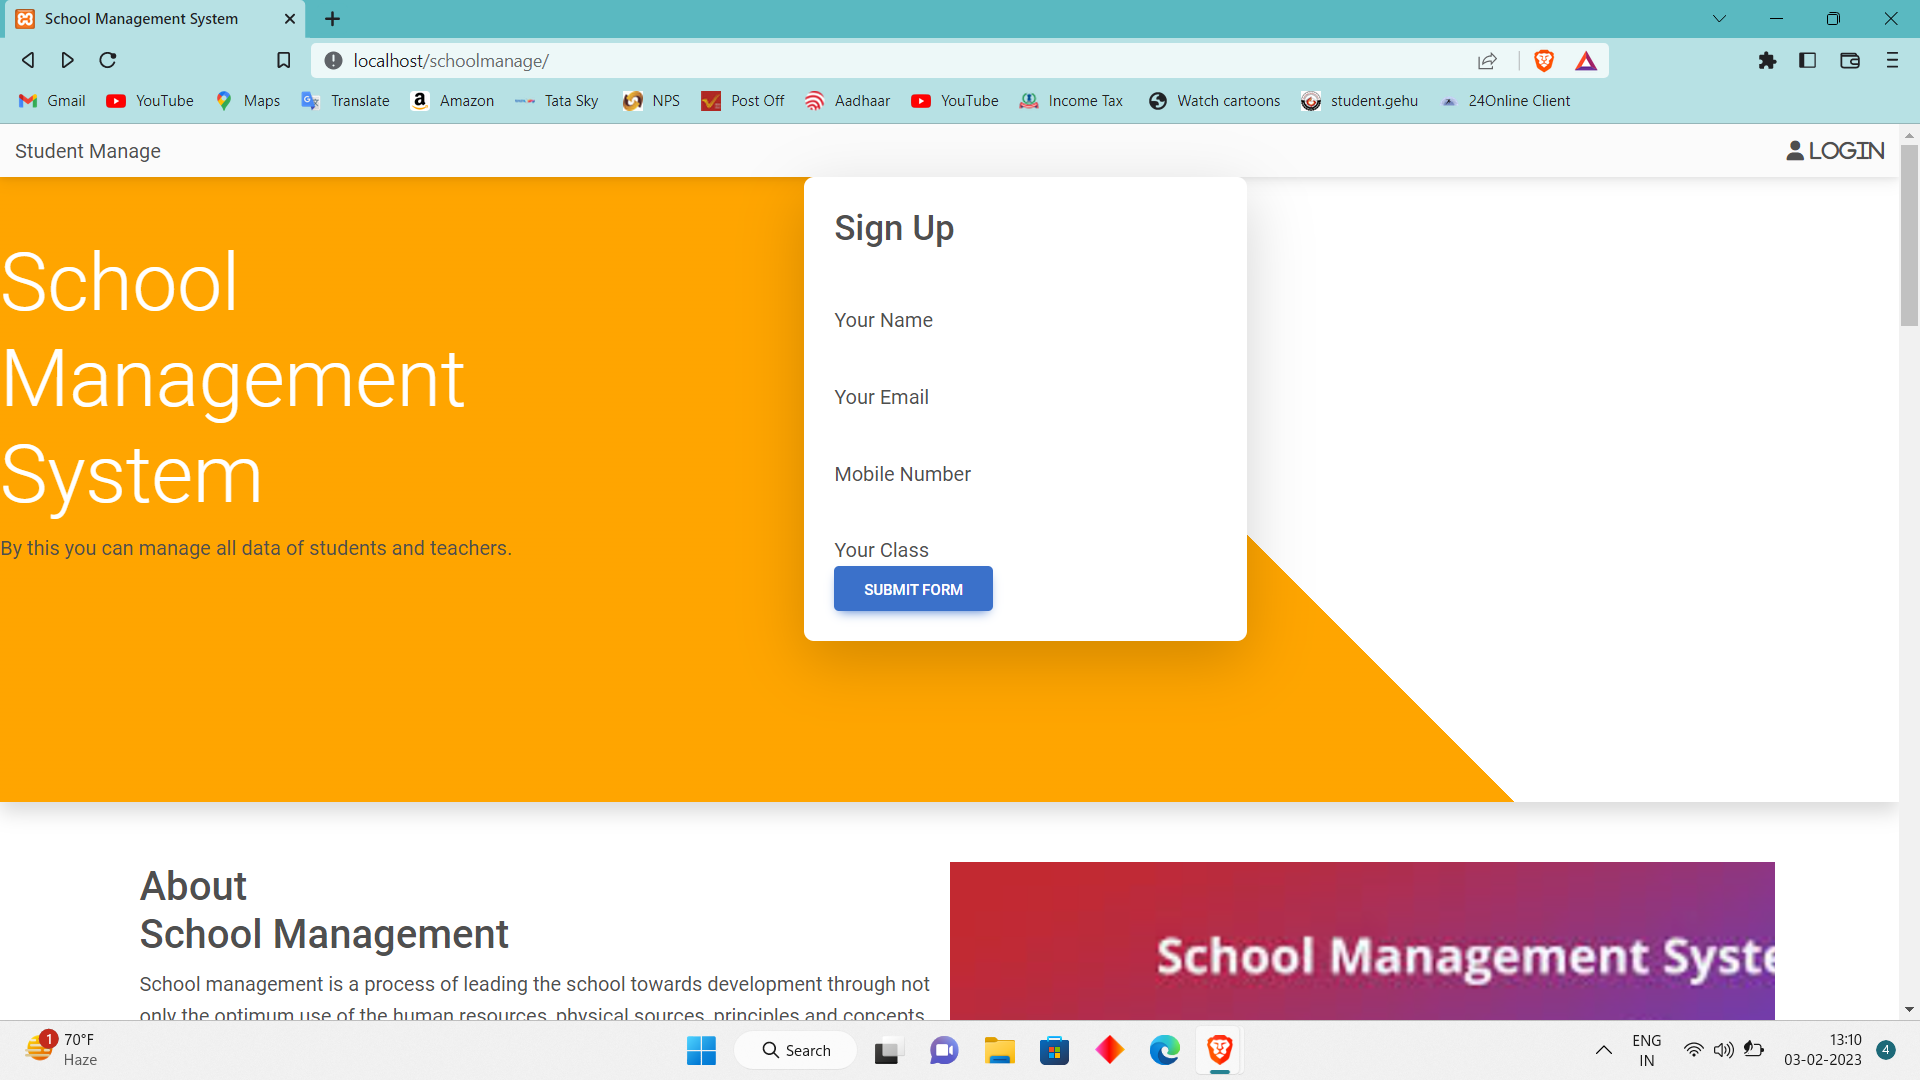 School Management System
localhost/schoolmanage/
Gmail YouTube Maps Translate Amazon Tata Sky NPS Post Off Aadhaar YouTube Income Tax Watch cartoons student.gehu 24Online Client
Student Manage
LOGIN
School
Management
System
By this you can manage all data of students and teachers.
Sign Up
Your Name
Your Email
Mobile Number
Your Class
SUBMIT FORM
About
School Management
School management is a process of leading the school towards development through not
only the optimum use of the human resources, physical sources, principles and concepts
School Management Syste
1
70°F
Haze
Search
ENG
IN
13:10
03-02-2023
4